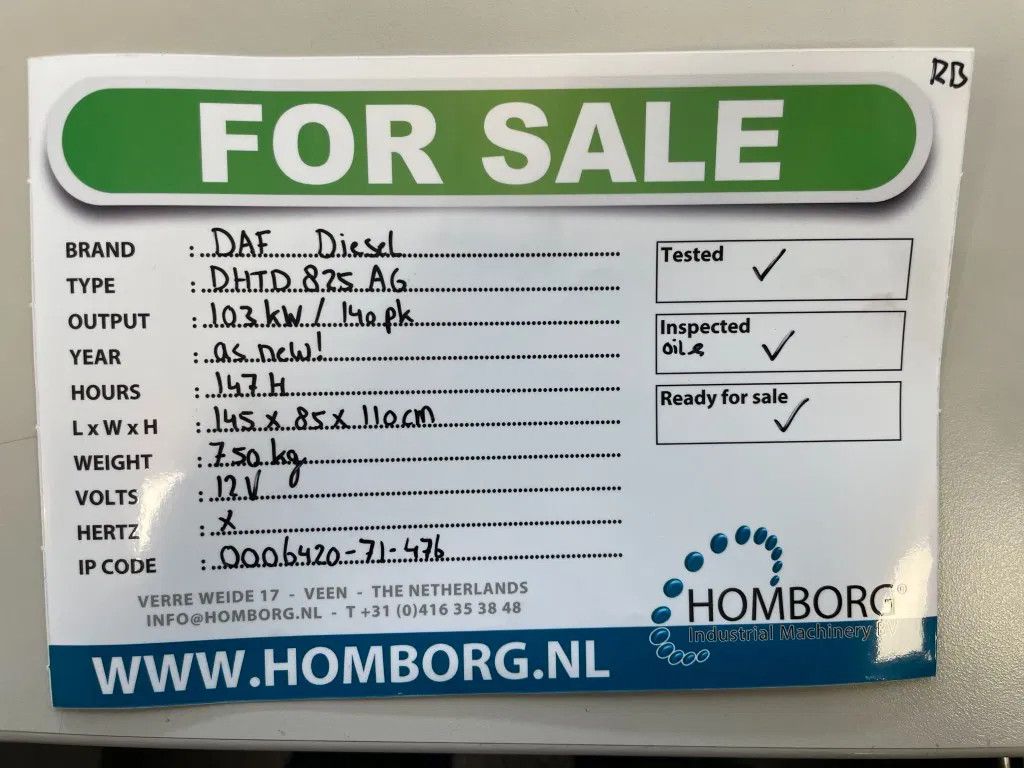 RB
FOR SALE
BRAND : DAF Diesel
TYPE : DHTD 825 AG
OUTPUT : 103 kW / 140 pk
YEAR : as new!
HOURS : 147 H
L x W x H : 145 x 85 x 110 cm
WEIGHT : 750 kg
VOLTS : 12V
HERTZ : X
IP CODE : 0006420-71-476
Tested ✓
Inspected ✓
oile
Ready for sale ✓
VERRE WEIDE 17 - VEEN - THE NETHERLANDS
INFO@HOMBORG.NL - T +31 (0)416 35 38 48
HOMBORG®
Industrial Machinery BV
WWW.HOMBORG.NL